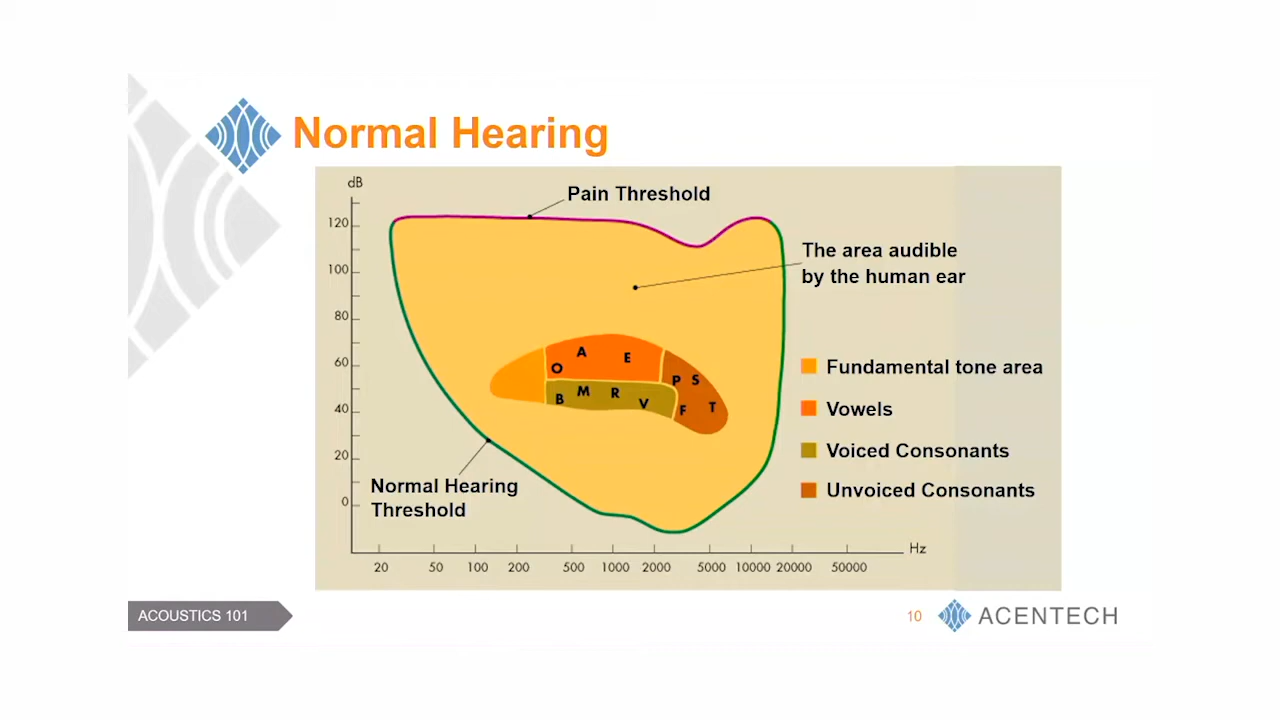 Normal Hearing
dB
Pain Threshold
120
The area audible
by the human ear
100
80
60
40
20
0
O A E
P S
B M R V
F T
Fundamental tone area
Vowels
Voiced Consonants
Unvoiced Consonants
Normal Hearing
Threshold
Hz
20 50 100 200 500 1000 2000 5000 10000 20000 50000
ACOUSTICS 101
10
ACENTECH